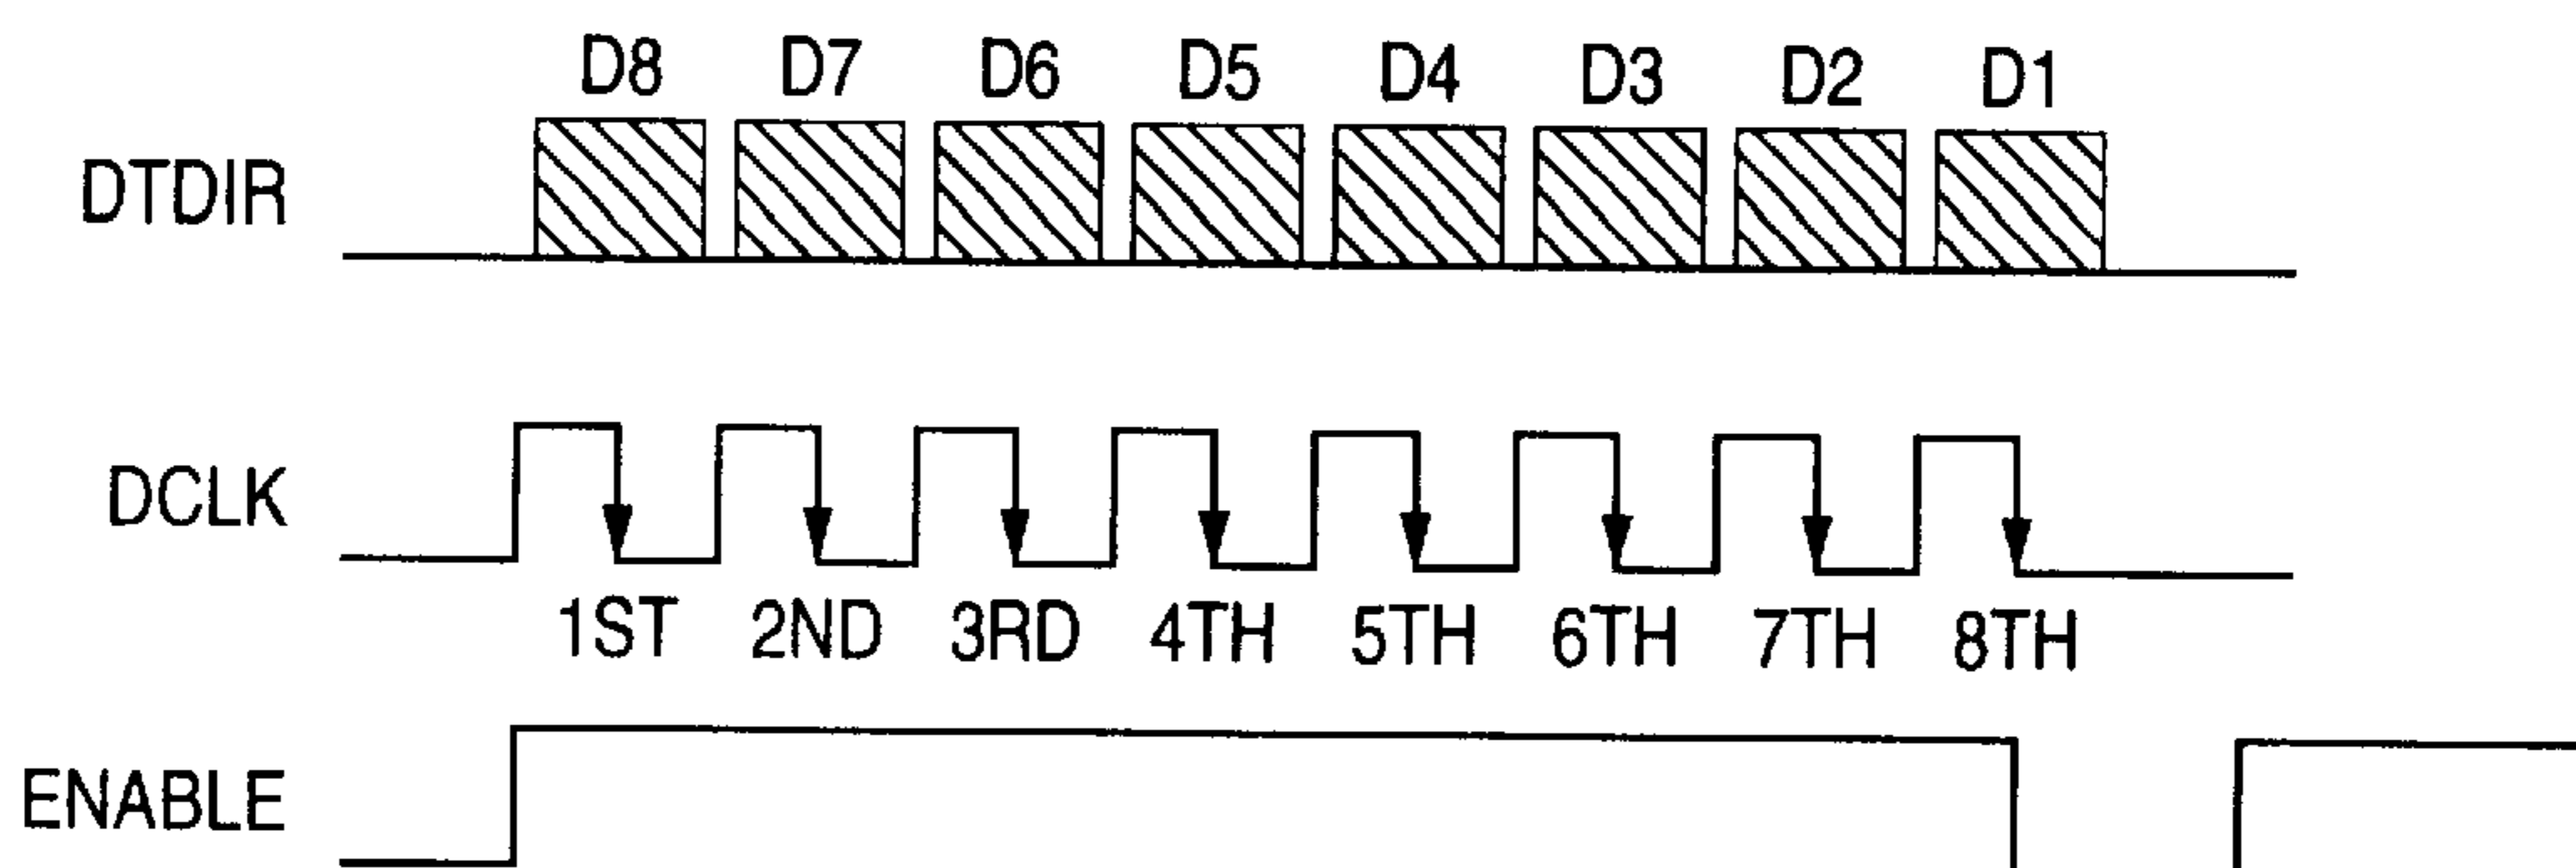 D8 D7 D6 D5 D4 D3 D2 D1
DTDIR
DCLK
1ST 2ND 3RD 4TH 5TH 6TH 7TH 8TH
ENABLE